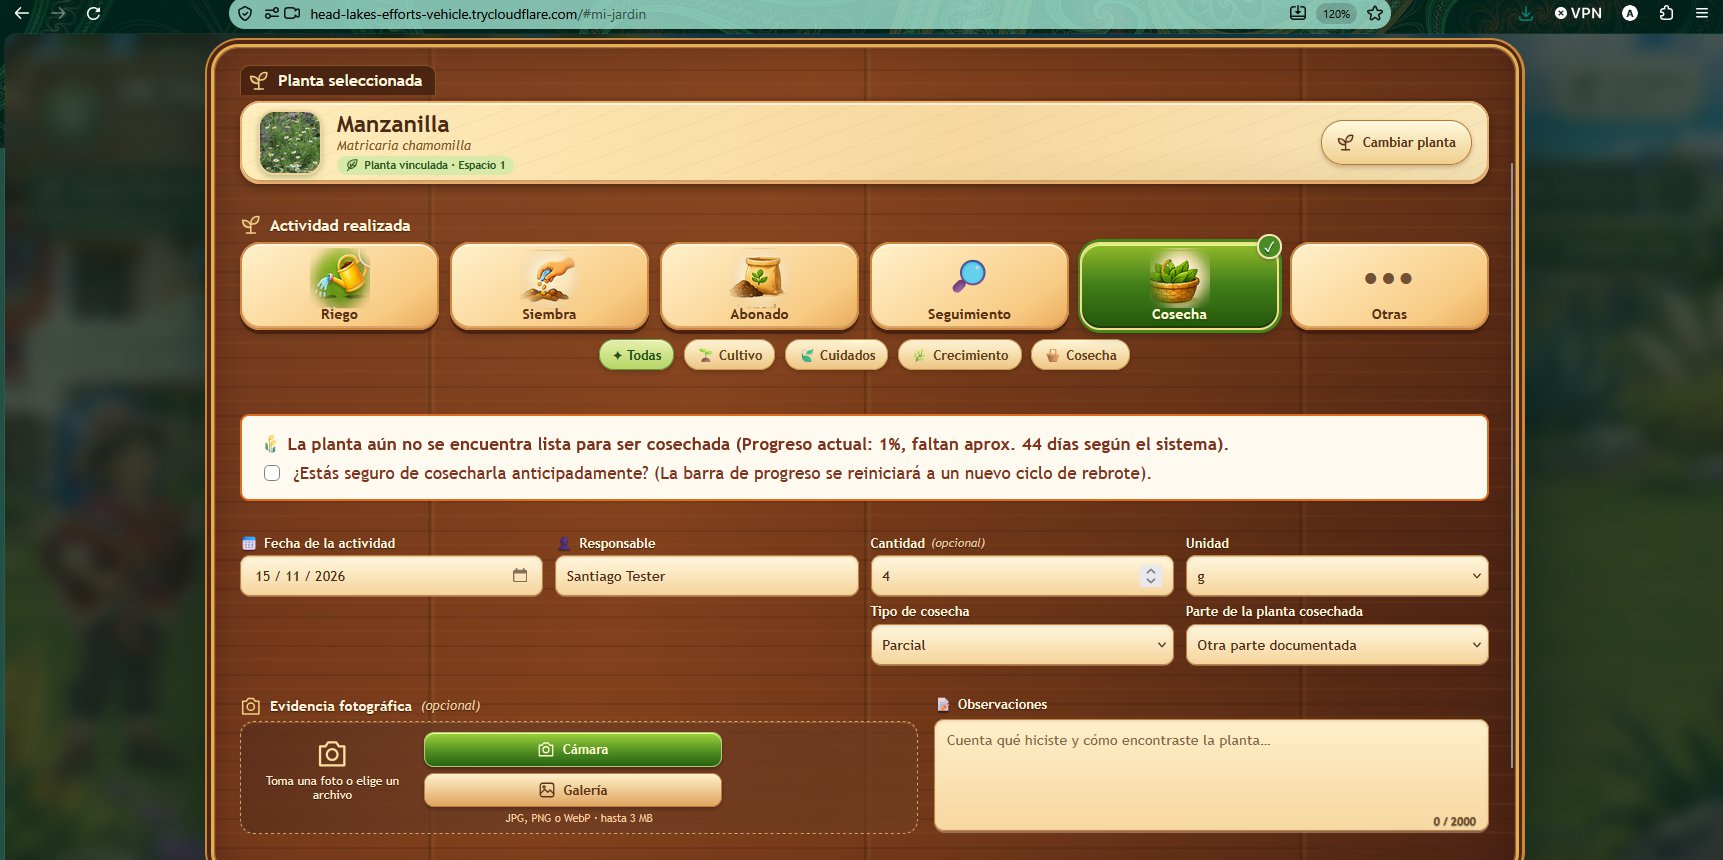 head-lakes-efforts-vehicle.trycloudflare.com/#mi-jardin
120%
VPN
A
Planta seleccionada
Manzanilla
Matricaria chamomilla
Planta vinculada · Espacio 1
Cambiar planta
Actividad realizada
Riego
Siembra
Abonado
Seguimiento
Cosecha
Otras
Todas
Cultivo
Cuidados
Crecimiento
Cosecha
La planta aún no se encuentra lista para ser cosechada (Progreso actual: 1%, faltan aprox. 44 días según el sistema).
¿Estás seguro de cosecharla anticipadamente? (La barra de progreso se reiniciará a un nuevo ciclo de rebrote).
Fecha de la actividad
Responsable
Cantidad (opcional)
Unidad
15 / 11 / 2026
Santiago Tester
4
g
Tipo de cosecha
Parte de la planta cosechada
Parcial
Otra parte documentada
Evidencia fotográfica (opcional)
Observaciones
Toma una foto o elige un
archivo
Cámara
Galería
JPG, PNG o WebP · hasta 3 MB
Cuenta qué hiciste y cómo encontraste la planta...
0 / 2000